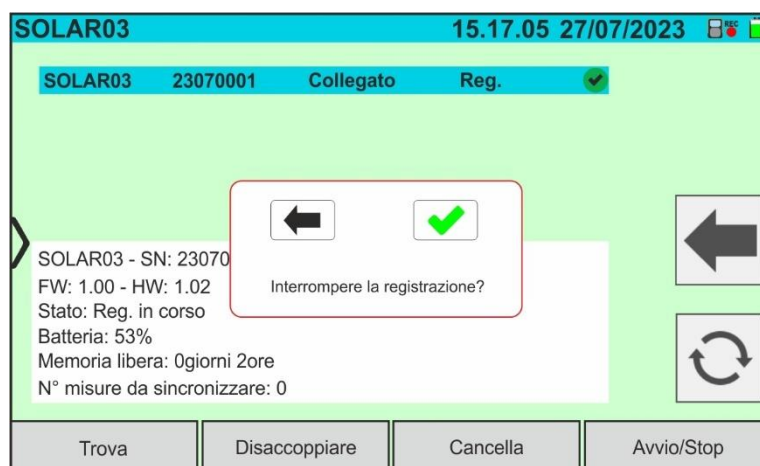 SOLAR03 15.17.05 27/07/2023 REC
SOLAR03 23070001 Collegato Reg.
Interrompere la registrazione?
SOLAR03 - SN: 23070
FW: 1.00 - HW: 1.02
Stato: Reg. in corso
Batteria: 53%
Memoria libera: 0giorni 2ore
N° misure da sincronizzare: 0
Trova Disaccoppiare Cancella Avvio/Stop